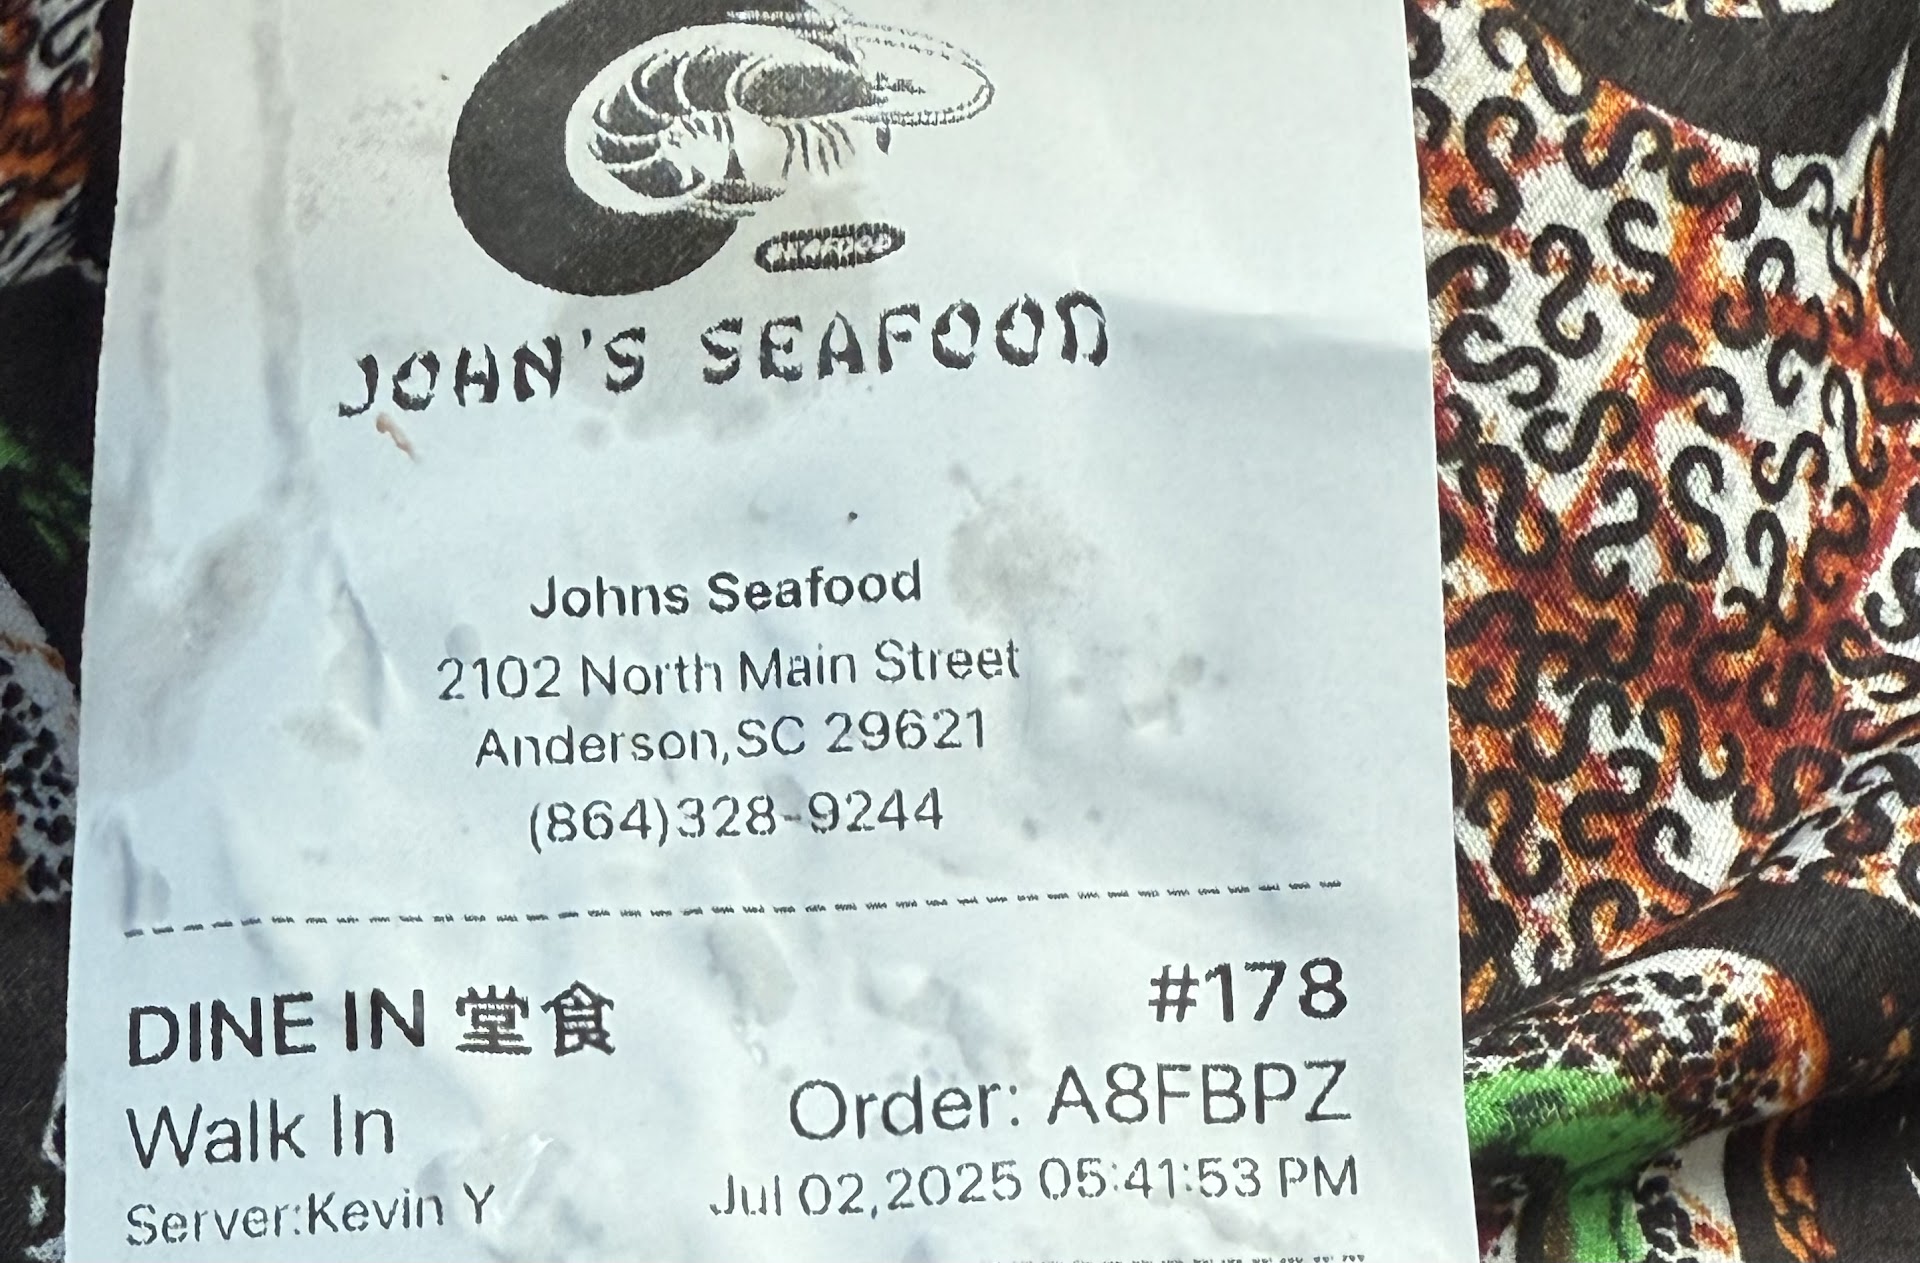 JOHN'S SEAFOOD
Johns Seafood
2102 North Main Street
Anderson,SC 29621
(864)328-9244
DINE IN 堂食
#178
Walk In
Order: A8FBPZ
Server:Kevin Y
Jul 02,2025 05:41:53 PM